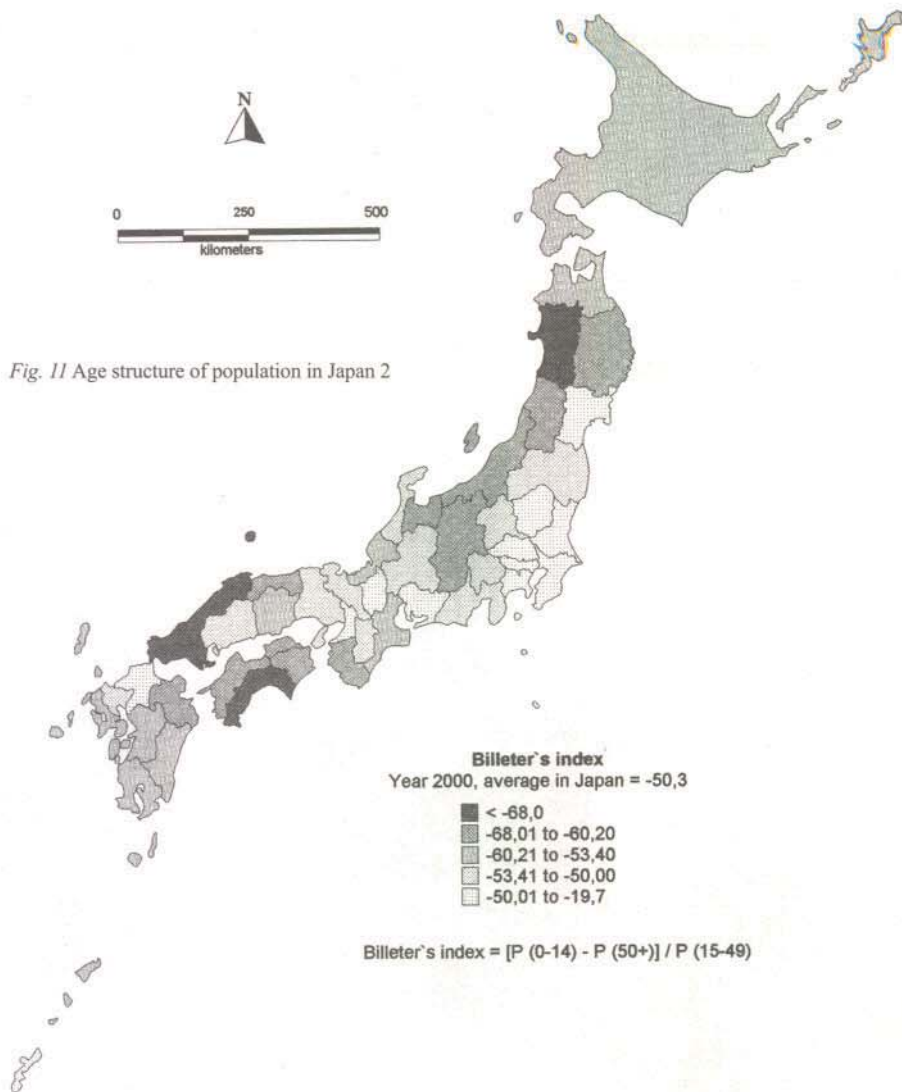 N
0 250 500
kilometers
Fig. 11 Age structure of population in Japan 2
Billeter`s index
Year 2000, average in Japan = -50,3
< -68,0
-68,01 to -60,20
-60,21 to -53,40
-53,41 to -50,00
-50,01 to -19,7
Billeter`s index = [P (0-14) - P (50+)] / P (15-49)